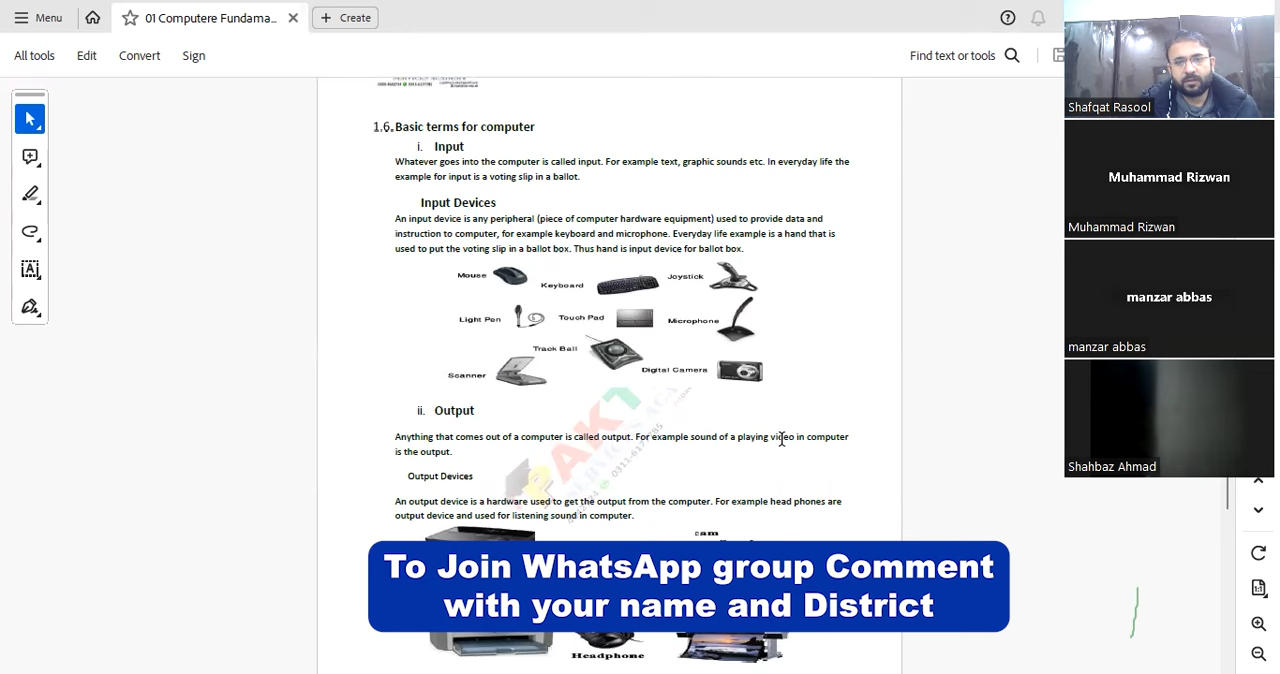 Menu
01 Computere Fundama...
Create
All tools
Edit
Convert
Sign
Find text or tools
1.6. Basic terms for computer
i. Input
Whatever goes into the computer is called input. For example text, graphic sounds etc. In everyday life the
example for input is a voting slip in a ballot.
Input Devices
An input device is any peripheral (piece of computer hardware equipment) used to provide data and
instruction to computer, for example keyboard and microphone. Everyday life example is a hand that is
used to put the voting slip in a ballot box. Thus hand is input device for ballot box.
Mouse
Keyboard
Joystick
Light Pen
Touch Pad
Microphone
Track Ball
Scanner
Digital Camera
ii. Output
Anything that comes out of a computer is called output. For example sound of a playing video in computer
is the output.
Output Devices
An output device is a hardware used to get the output from the computer. For example head phones are
output device and used for listening sound in computer.
Headphone
To Join WhatsApp group Comment
with your name and District
Shafqat Rasool
Muhammad Rizwan
Muhammad Rizwan
manzar abbas
manzar abbas
Shahbaz Ahmad